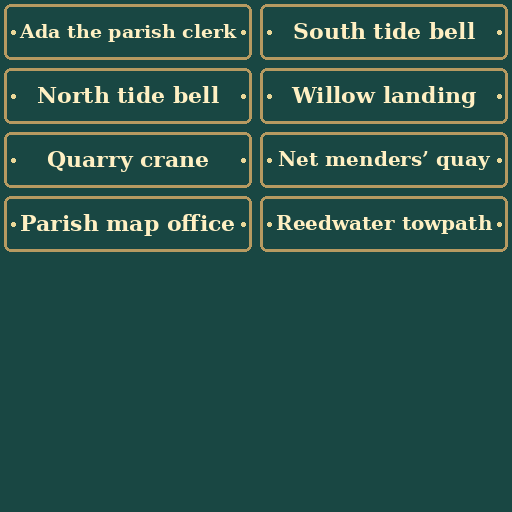 Ada the parish clerk
South tide bell
North tide bell
Willow landing
Quarry crane
Net menders’ quay
Parish map office
Reedwater towpath